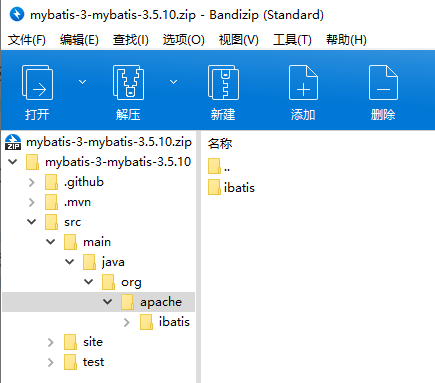 mybatis-3-mybatis-3.5.10.zip - Bandizip (Standard)
文件(F) 编辑(E) 查找(I) 选项(O) 视图(V) 工具(T) 帮助(H)
打开 解压 新建 添加 删除
ZIP mybatis-3-mybatis-3.5.10.zip
mybatis-3-mybatis-3.5.10
.github
.mvn
src
main
java
org
apache
ibatis
site
test
名称
..
ibatis